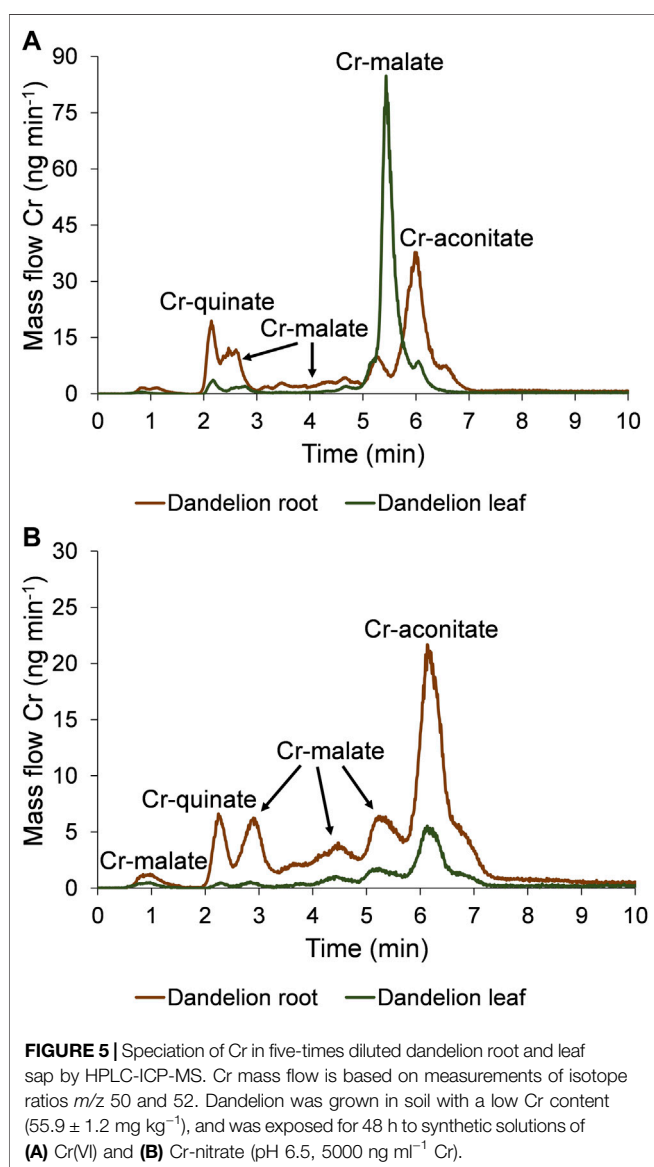 A
Mass flow Cr (ng min⁻¹)
90
75
60
45
30
15
0
Cr-malate
Cr-aconitate
Cr-quinate
Cr-malate
0 1 2 3 4 5 6 7 8 9 10
Time (min)
Dandelion root Dandelion leaf
B
Mass flow Cr (ng min⁻¹)
30
25
20
15
10
5
0
Cr-aconitate
Cr-malate
Cr-quinate
Cr-malate
0 1 2 3 4 5 6 7 8 9 10
Time (min)
Dandelion root Dandelion leaf
FIGURE 5 | Speciation of Cr in five-times diluted dandelion root and leaf
sap by HPLC-ICP-MS. Cr mass flow is based on measurements of isotope
ratios m/z 50 and 52. Dandelion was grown in soil with a low Cr content
(55.9 ± 1.2 mg kg⁻¹), and was exposed for 48 h to synthetic solutions of
(A) Cr(VI) and (B) Cr-nitrate (pH 6.5, 5000 ng ml⁻¹ Cr).